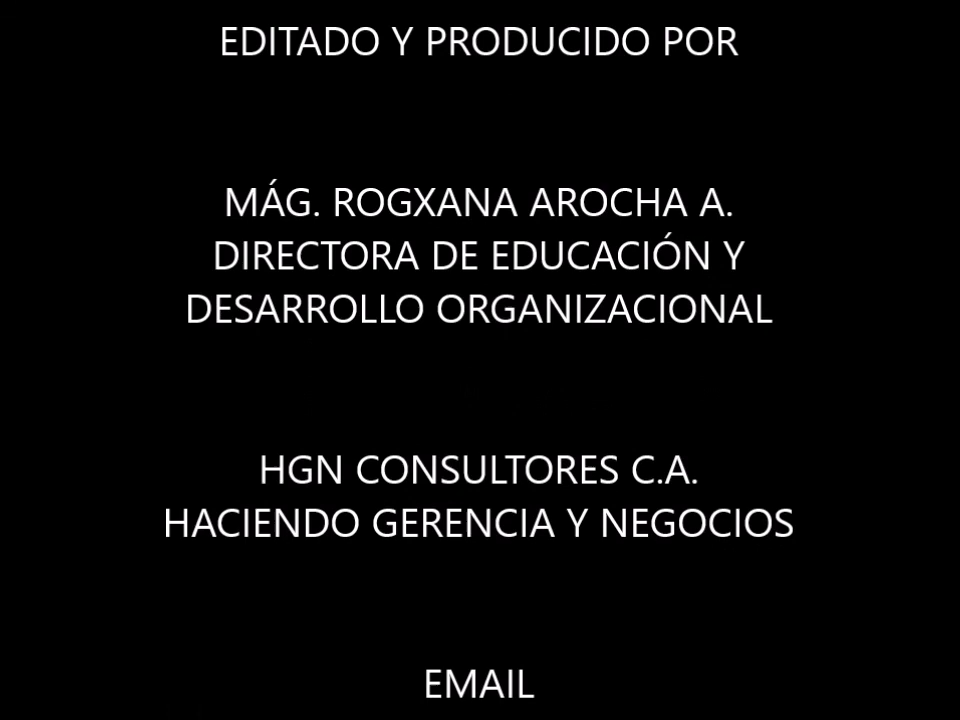 EDITADO Y PRODUCIDO POR
MÁG. ROGXANA AROCHA A.
DIRECTORA DE EDUCACIÓN Y
DESARROLLO ORGANIZACIONAL
HGN CONSULTORES C.A.
HACIENDO GERENCIA Y NEGOCIOS
EMAIL